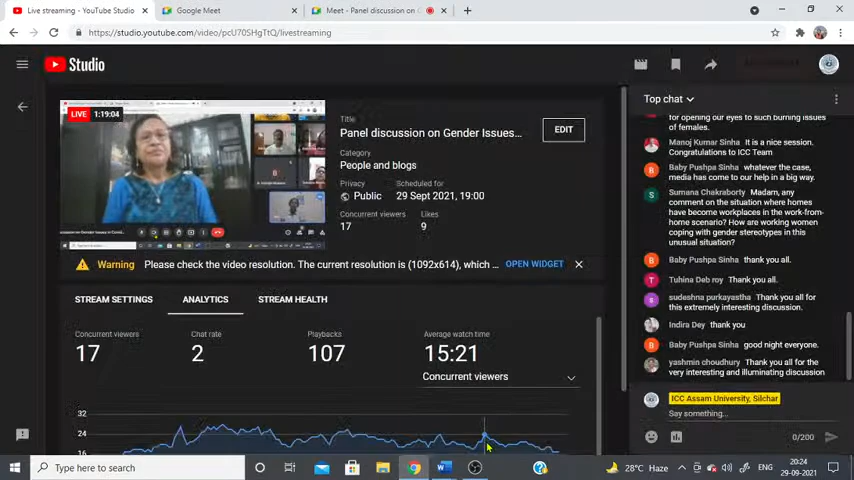 Live streaming - YouTube Studio
Google Meet
Meet - Panel discussion on
https://studio.youtube.com/video/pcU70SHgTtQ/livestreaming
Studio
LIVE 1:19:04
Title
Panel discussion on Gender Issues...
EDIT
Category
People and blogs
Privacy
Scheduled for
Public
29 Sept 2021, 19:00
Concurrent viewers
Likes
17
9
Warning Please check the video resolution. The current resolution is (1092x614), which ... OPEN WIDGET
STREAM SETTINGS
ANALYTICS
STREAM HEALTH
Concurrent viewers
Chat rate
Playbacks
Average watch time
17
2
107
15:21
Concurrent viewers
32
24
16
Top chat
for opening our eyes to such burning issues
of females.
Manoj Kumar Sinha It is a nice session.
Congratulations to ICC Team
Baby Pushpa Sinha whatever the case,
media has come to our help in a big way.
Sumana Chakraborty Madam, any
comment on the situation where homes
have become workplaces in the work-from-
home scenario? How are working women
coping with gender stereotypes in this
unusual situation?
Baby Pushpa Sinha thank you all.
Tuhina Deb roy Thank you all.
sudeshna purkayastha Thank you all for
this extremely interesting discussion.
Indira Dey thank you
Baby Pushpa Sinha good night everyone.
yashmin choudhury Thank you all for the
very interesting and illuminating discussion
ICC Assam University, Silchar
Say something...
0/200
Type here to search
28°C Haze
ENG
20:24
29-09-2021